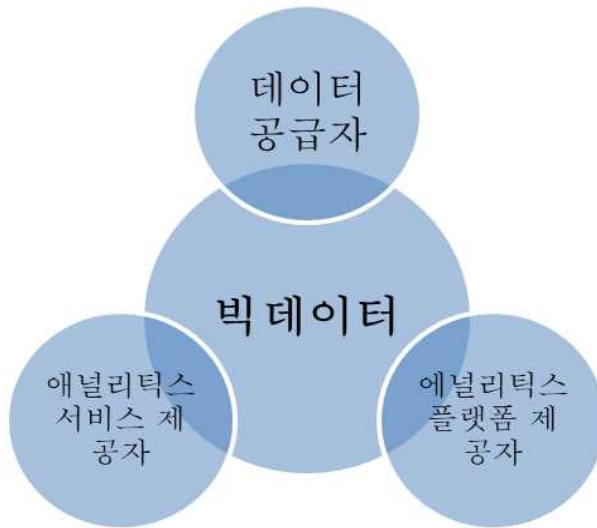 데이터
공급자
빅데이터
애널리틱스
서비스 제
공자
에널리틱스
플랫폼 제
공자